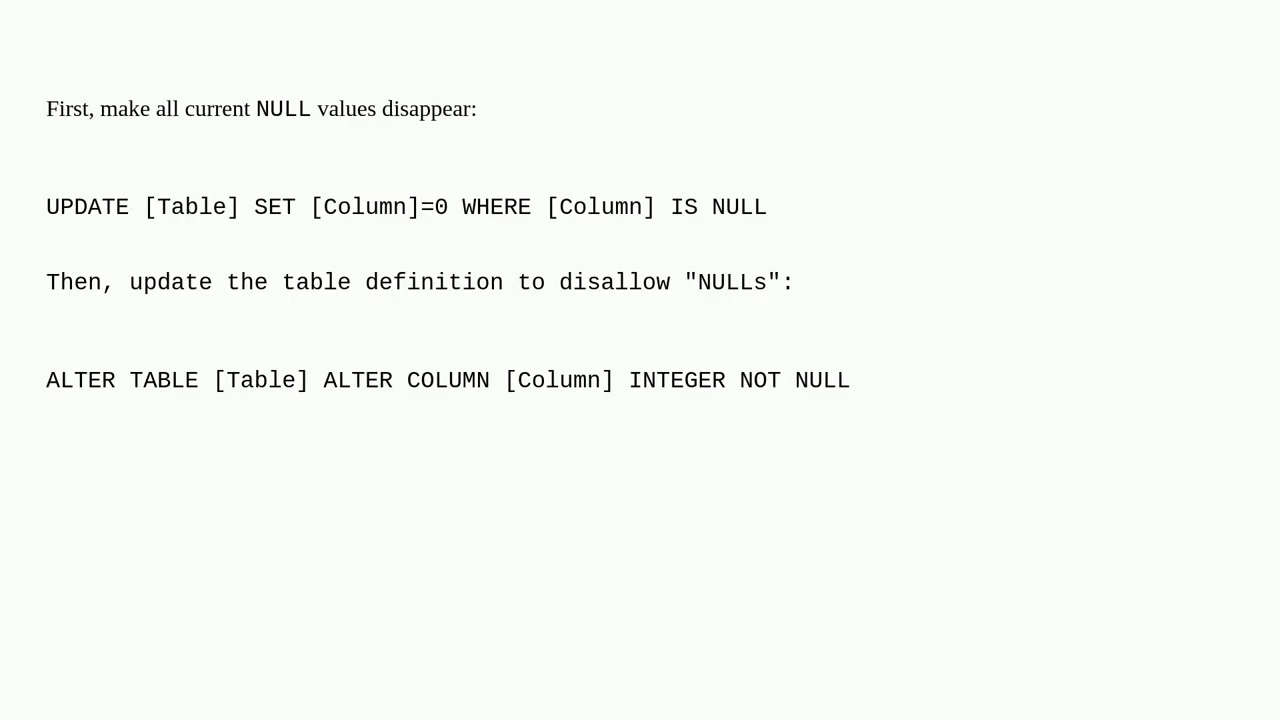 First, make all current NULL values disappear:
UPDATE [Table] SET [Column]=0 WHERE [Column] IS NULL
Then, update the table definition to disallow "NULLs":
ALTER TABLE [Table] ALTER COLUMN [Column] INTEGER NOT NULL